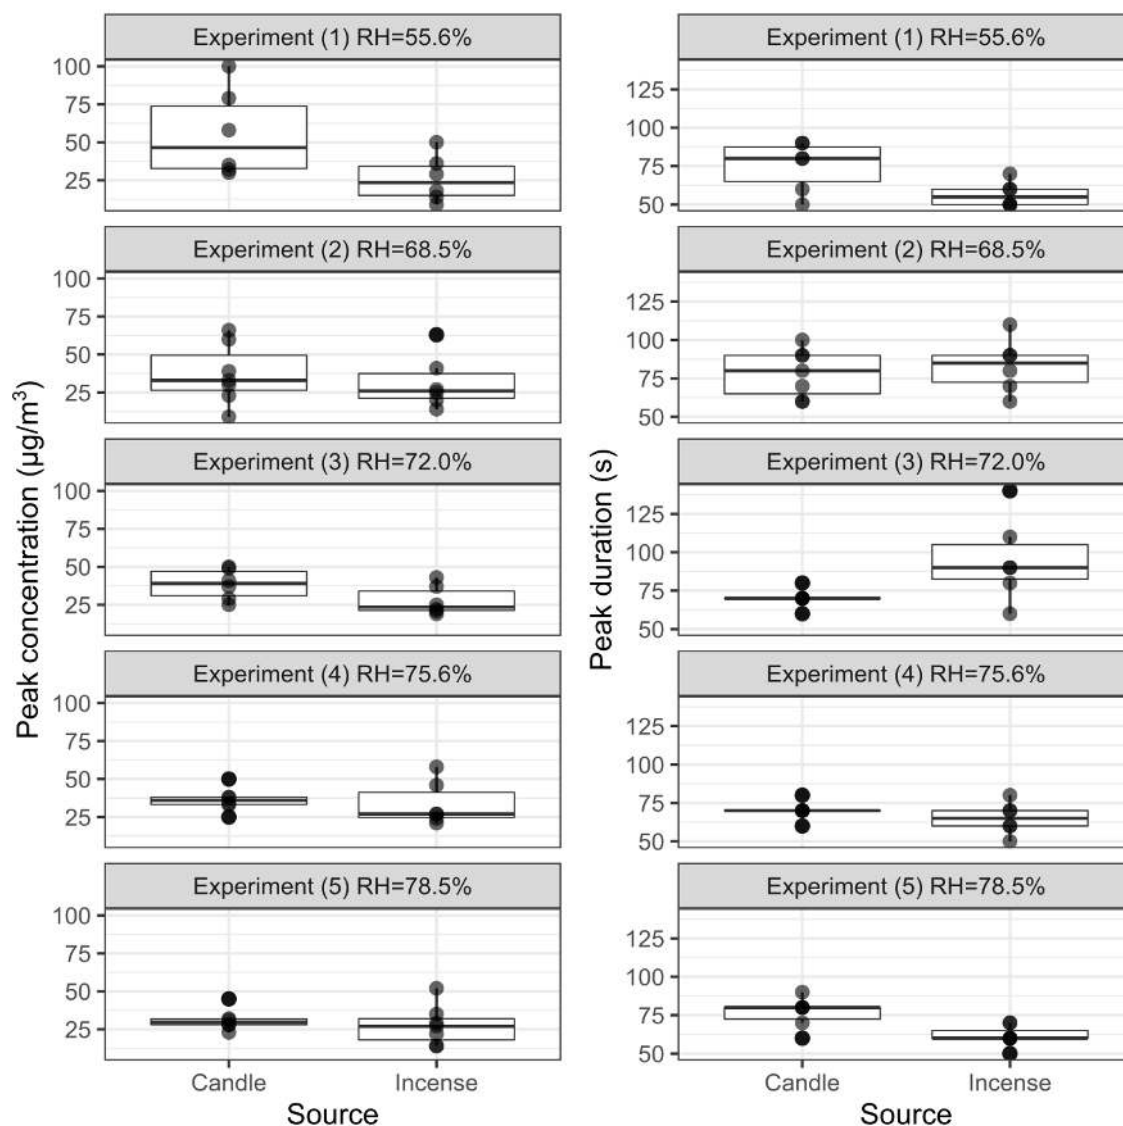 Peak concentration (µg/m³)
Experiment (1) RH=55.6%
100
75
50
25
Experiment (2) RH=68.5%
100
75
50
25
Experiment (3) RH=72.0%
100
75
50
25
Experiment (4) RH=75.6%
100
75
50
25
Experiment (5) RH=78.5%
100
75
50
25
Candle Incense
Source
Peak duration (s)
Experiment (1) RH=55.6%
125
100
75
50
Experiment (2) RH=68.5%
125
100
75
50
Experiment (3) RH=72.0%
125
100
75
50
Experiment (4) RH=75.6%
125
100
75
50
Experiment (5) RH=78.5%
125
100
75
50
Candle Incense
Source